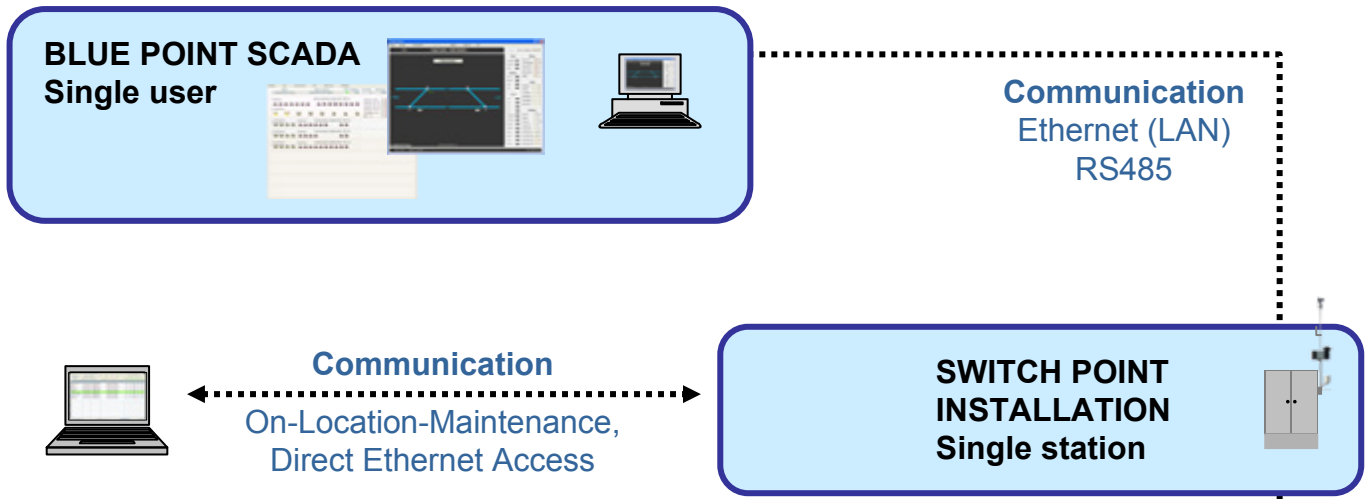 BLUE POINT SCADA
Single user
Communication
Ethernet (LAN)
RS485
Communication
On-Location-Maintenance,
Direct Ethernet Access
SWITCH POINT
INSTALLATION
Single station